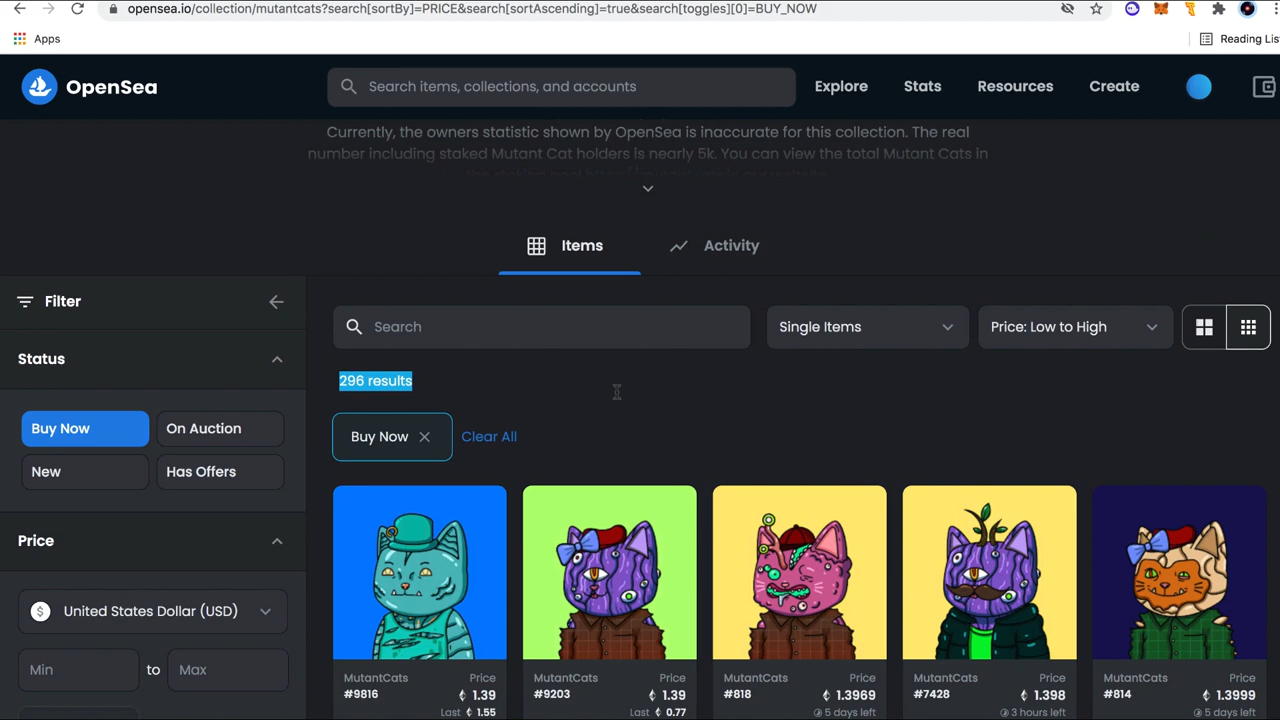 opensea.io/collection/mutantcats?search[sortBy]=PRICE&search[sortAscending]=true&search[toggles][0]=BUY_NOW
Apps
Reading List
OpenSea
Search items, collections, and accounts
Explore
Stats
Resources
Create
Currently, the owners statistic shown by OpenSea is inaccurate for this collection. The real
number including staked Mutant Cat holders is nearly 5k. You can view the total Mutant Cats in
Items
Activity
Filter
Search
Single Items
Price: Low to High
Status
296 results
Buy Now
On Auction
Buy Now
Clear All
New
Has Offers
Price
United States Dollar (USD)
Min
to
Max
MutantCats
Price
#9816
1.39
Last
1.55
MutantCats
Price
#9203
1.39
Last
0.77
MutantCats
Price
#818
1.3969
5 days left
MutantCats
Price
#7428
1.398
3 hours left
MutantCats
Price
#814
1.3999
5 days left